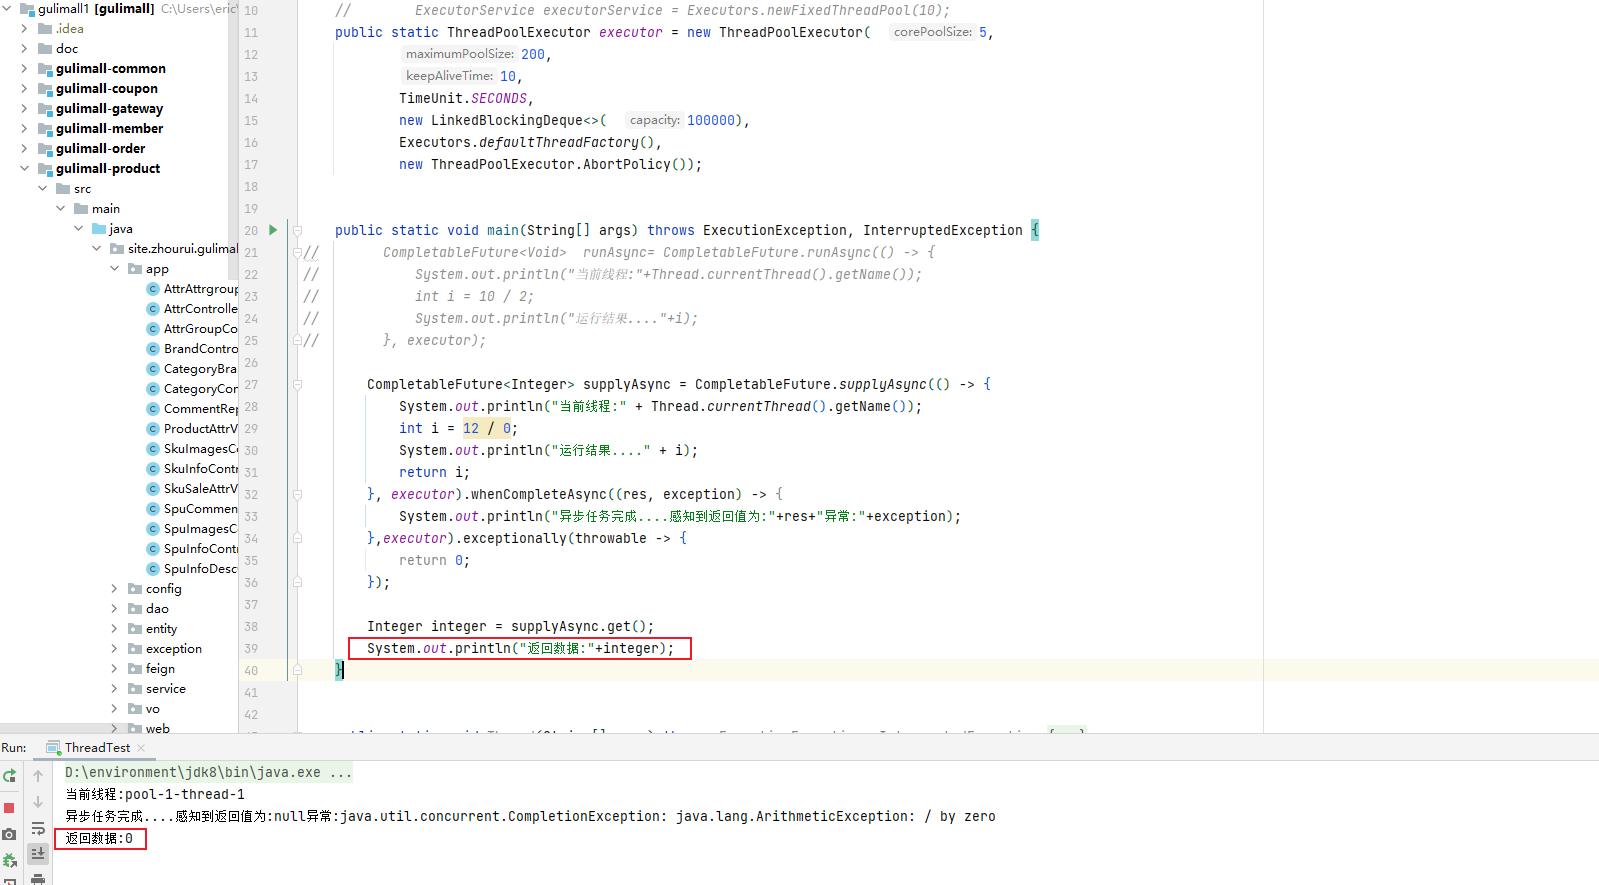 gulimall1 [gulimall] C:\Users\eric
.idea
doc
gulimall-common
gulimall-coupon
gulimall-gateway
gulimall-member
gulimall-order
gulimall-product
src
main
java
site.zhourui.gulimal
app
AttrAttrgroup
AttrControlle
AttrGroupCo
BrandContro
CategoryBra
CategoryCon
CommentRep
ProductAttrV
SkuImagesCo
SkuInfoContr
SkuSaleAttrV
SpuCommen
SpuImagesCo
SpuInfoContr
SpuInfoDesc
config
dao
entity
exception
feign
service
vo
web
10 // ExecutorService executorService = Executors.newFixedThreadPool(10);
11 public static ThreadPoolExecutor executor = new ThreadPoolExecutor( corePoolSize: 5,
12 maximumPoolSize: 200,
13 keepAliveTime: 10,
14 TimeUnit.SECONDS,
15 new LinkedBlockingDeque<>( capacity: 100000),
16 Executors.defaultThreadFactory(),
17 new ThreadPoolExecutor.AbortPolicy());
18
19
20 public static void main(String[] args) throws ExecutionException, InterruptedException {
21 // CompletableFuture<Void> runAsync= CompletableFuture.runAsync(() -> {
22 // System.out.println("当前线程:"+Thread.currentThread().getName());
23 // int i = 10 / 2;
24 // System.out.println("运行结果...."+i);
25 // }, executor);
26
27 CompletableFuture<Integer> supplyAsync = CompletableFuture.supplyAsync(() -> {
28 System.out.println("当前线程:" + Thread.currentThread().getName());
29 int i = 12 / 0;
30 System.out.println("运行结果...." + i);
31 return i;
32 }, executor).whenCompleteAsync((res, exception) -> {
33 System.out.println("异步任务完成....感知到返回值为:"+res+"异常:"+exception);
34 },executor).exceptionally(throwable -> {
35 return 0;
36 });
37
38 Integer integer = supplyAsync.get();
39 System.out.println("返回数据:"+integer);
40 }
41
42
Run: ThreadTest
D:\environment\jdk8\bin\java.exe ...
当前线程:pool-1-thread-1
异步任务完成....感知到返回值为:null异常:java.util.concurrent.CompletionException: java.lang.ArithmeticException: / by zero
返回数据:0